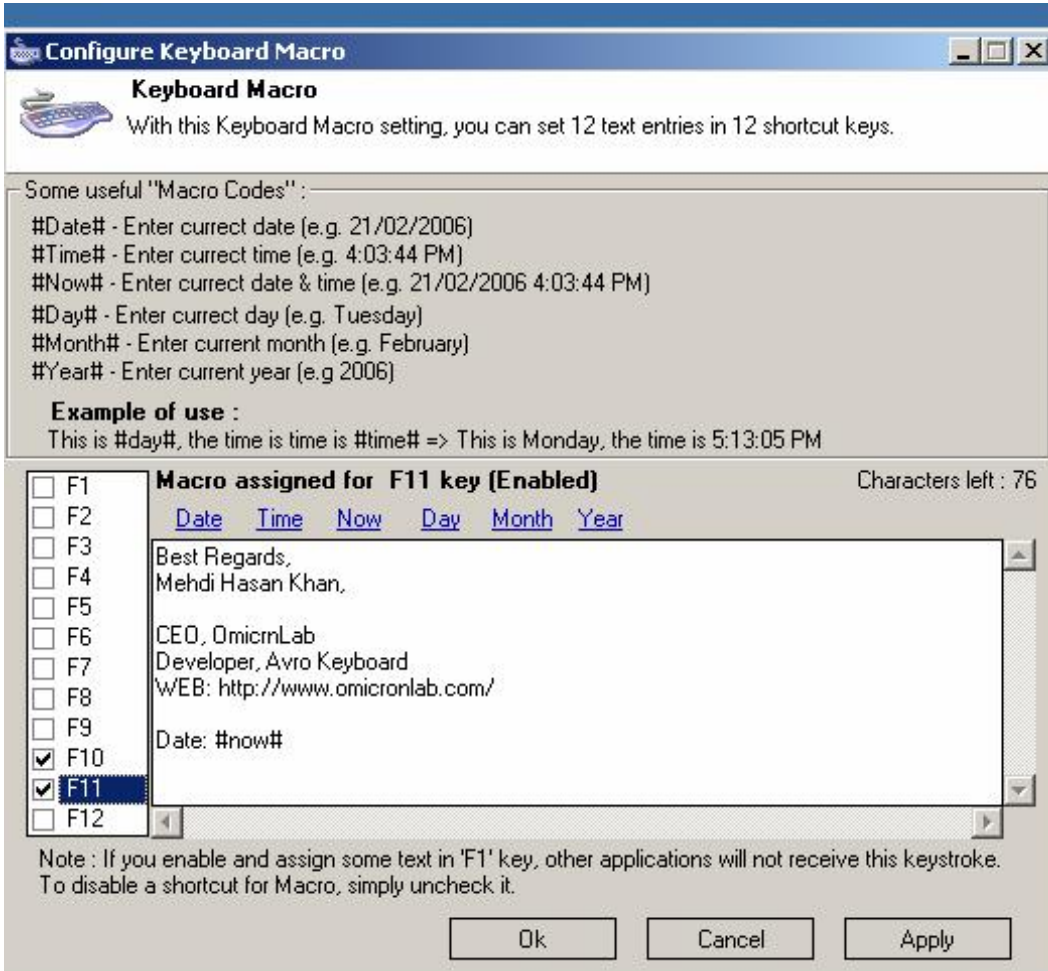 Configure Keyboard Macro
Keyboard Macro
With this Keyboard Macro setting, you can set 12 text entries in 12 shortcut keys.
Some useful "Macro Codes" :
#Date# - Enter currect date (e.g. 21/02/2006)
#Time# - Enter currect time (e.g. 4:03:44 PM)
#Now# - Enter currect date & time (e.g. 21/02/2006 4:03:44 PM)
#Day# - Enter currect day (e.g. Tuesday)
#Month# - Enter current month (e.g. February)
#Year# - Enter current year (e.g 2006)
Example of use :
This is #day#, the time is time is #time# => This is Monday, the time is 5:13:05 PM
F1
F2
F3
F4
F5
F6
F7
F8
F9
F10
F11
F12
Macro assigned for F11 key (Enabled) Characters left : 76
Date Time Now Day Month Year
Best Regards,
Mehdi Hasan Khan,
CEO, OmicrnLab
Developer, Avro Keyboard
WEB: http://www.omicronlab.com/
Date: #now#
Note : If you enable and assign some text in 'F1' key, other applications will not receive this keystroke.
To disable a shortcut for Macro, simply uncheck it.
Ok Cancel Apply